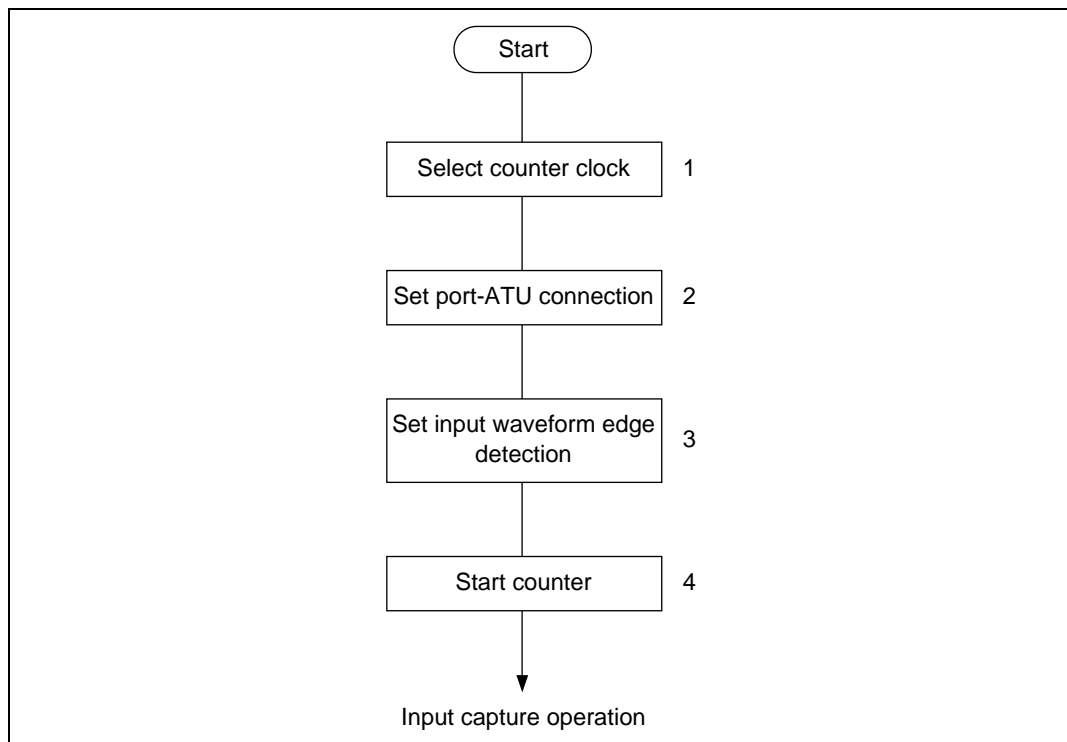 Start
Select counter clock 1
Set port-ATU connection 2
Set input waveform edge
detection
3
Start counter 4
Input capture operation